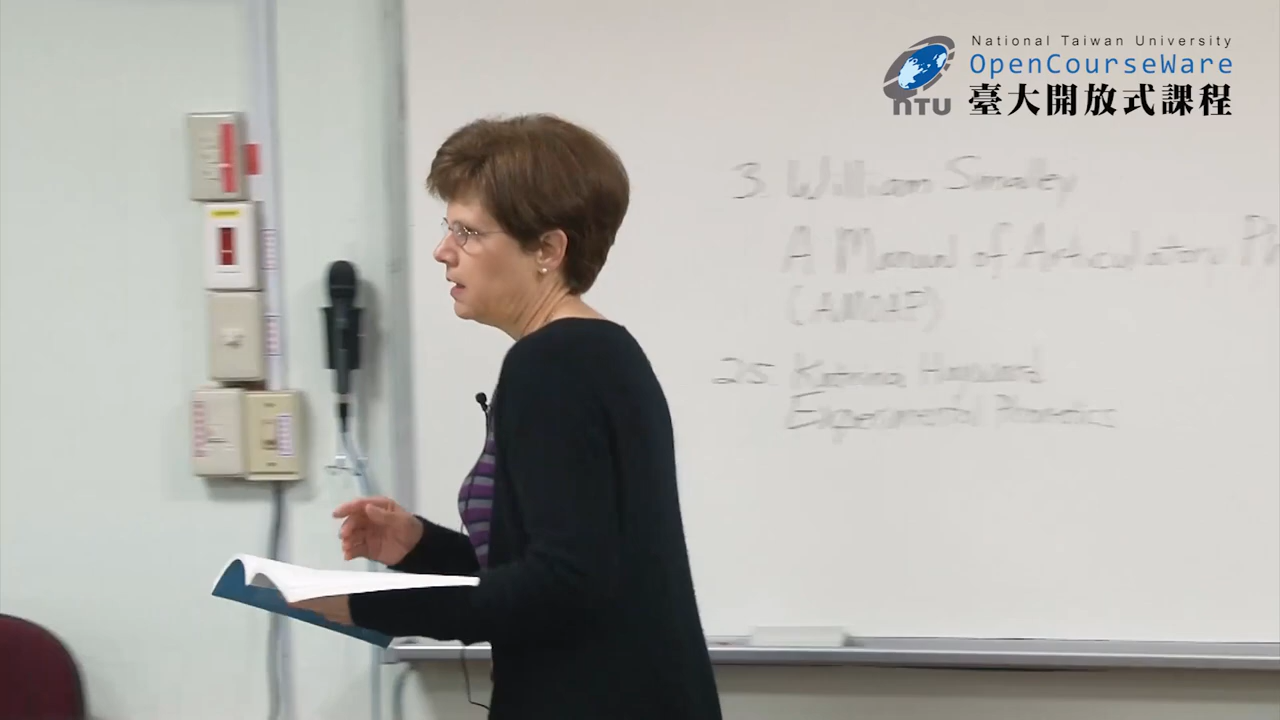 National Taiwan University
OpenCourseWare
臺大開放式課程
NTU
3. William Smalley
A Manual of Articulatory Ph
(AMOAP)
25. Katrina Hayward
Experimental Phonetics